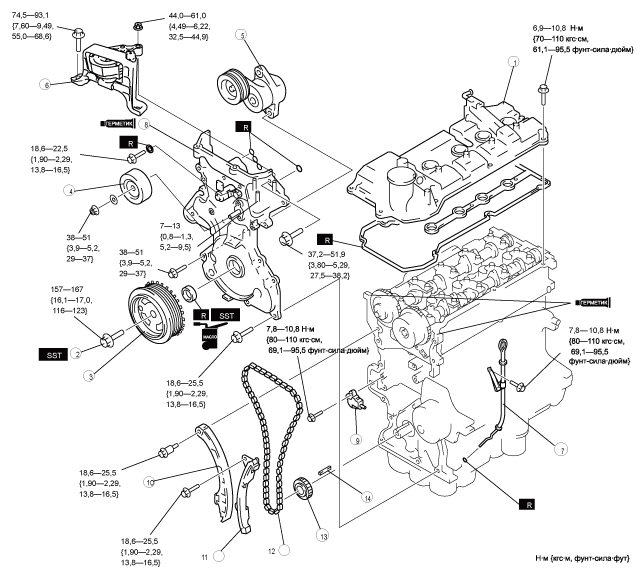 74,5—93,1
{7,60—9,49,
55,0—68,6}
44,0—61,0
{4,49—6,22,
32,5—44,9}
5
6,9—10,8 Н·м
{70—110 кгс·см,
61,1—95,5 фунт·сила·дюйм}
1
6
ГЕРМЕТИК
8
R
R
18,6—22,5
{1,90—2,29,
13,8—16,5}
4
7—13
{0,8—1,3,
5,2—9,5}
38—51
{3,9—5,2,
29—37}
38—51
{3,9—5,2,
29—37}
R
37,2—51,9
{3,80—5,29,
27,5—38,2}
157—167
{16,1—17,0,
116—123}
R
SST
МАСЛО
ГЕРМЕТИК
SST
2
3
7,8—10,8 Н·м
{80—110 кгс·см,
69,1—95,5 фунт·сила·дюйм}
7,8—10,8 Н·м
{80—110 кгс·см,
69,1—95,5
фунт·сила·дюйм}
18,6—25,5
{1,90—2,29,
13,8—16,5}
9
7
18,6—25,5
{1,90—2,29,
13,8—16,5}
10
14
R
18,6—25,5
{1,90—2,29,
13,8—16,5}
11
12
13
Н·м {кгс·м, фунт·сила·фут}